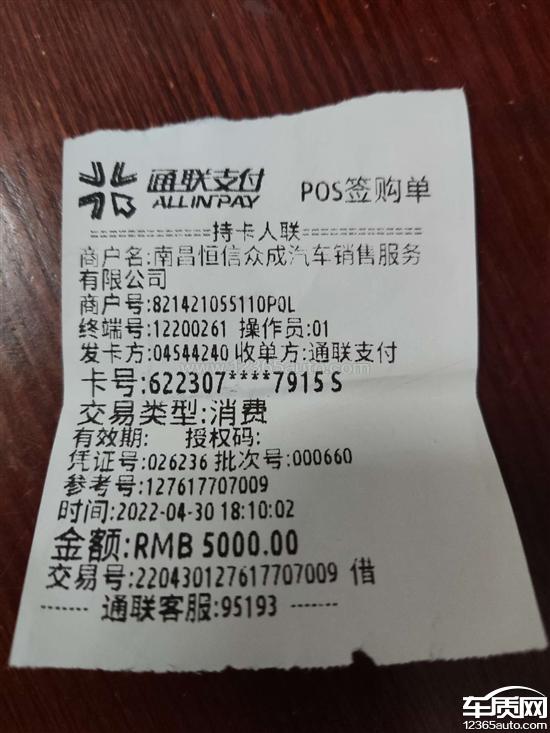 通联支付 POS签购单
ALLINPAY
============持卡人联============
商户名:南昌恒信众成汽车销售服务
有限公司
商户号:821421055110P0L
终端号:12200261 操作员:01
发卡方:04544240 收单方:通联支付
www.12365auto.com
卡号:622307****7915 S
交易类型:消费
有效期: 授权码:
凭证号:026236 批次号:000660
参考号:127617707009
时间:2022-04-30 18:10:02
金额:RMB 5000.00
交易号:220430127617707009 借
------ 通联客服:95193 ------
车质网
12365auto.com